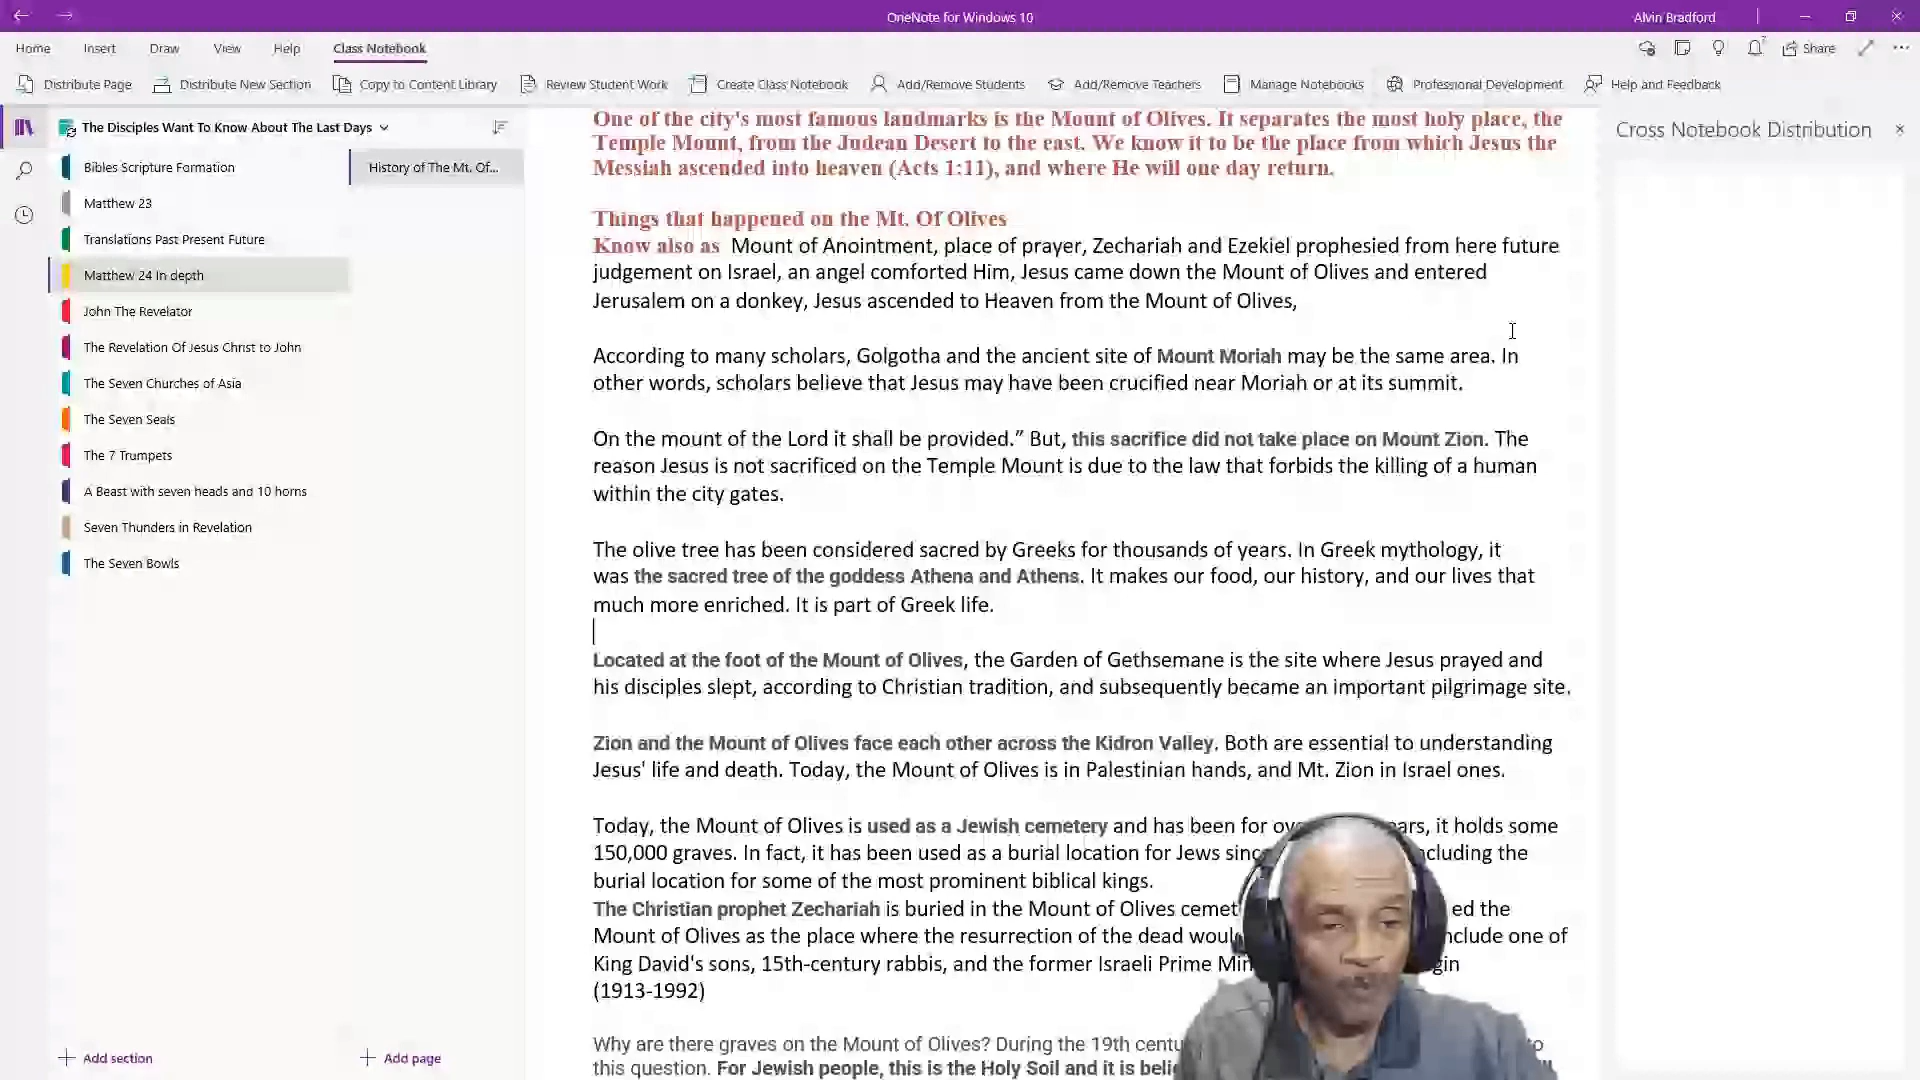 OneNote for Windows 10
Alvin Bradford
Home Insert Draw View Help Class Notebook
Share
Distribute Page Distribute New Section Copy to Content Library Review Student Work Create Class Notebook Add/Remove Students Add/Remove Teachers Manage Notebooks Professional Development Help and Feedback
The Disciples Want To Know About The Last Days
Bibles Scripture Formation
Matthew 23
Translations Past Present Future
Matthew 24 In depth
John The Revelator
The Revelation Of Jesus Christ to John
The Seven Churches of Asia
The Seven Seals
The 7 Trumpets
A Beast with seven heads and 10 horns
Seven Thunders in Revelation
The Seven Bowls
Add section
History of The Mt. Of...
Add page
One of the city's most famous landmarks is the Mount of Olives. It separates the most holy place, the
Temple Mount, from the Judean Desert to the east. We know it to be the place from which Jesus the
Messiah ascended into heaven (Acts 1:11), and where He will one day return.
Things that happened on the Mt. Of Olives
Know also as Mount of Anointment, place of prayer, Zechariah and Ezekiel prophesied from here future
judgement on Israel, an angel comforted Him, Jesus came down the Mount of Olives and entered
Jerusalem on a donkey, Jesus ascended to Heaven from the Mount of Olives,
According to many scholars, Golgotha and the ancient site of Mount Moriah may be the same area. In
other words, scholars believe that Jesus may have been crucified near Moriah or at its summit.
On the mount of the Lord it shall be provided.” But, this sacrifice did not take place on Mount Zion. The
reason Jesus is not sacrificed on the Temple Mount is due to the law that forbids the killing of a human
within the city gates.
The olive tree has been considered sacred by Greeks for thousands of years. In Greek mythology, it
was the sacred tree of the goddess Athena and Athens. It makes our food, our history, and our lives that
much more enriched. It is part of Greek life.
Located at the foot of the Mount of Olives, the Garden of Gethsemane is the site where Jesus prayed and
his disciples slept, according to Christian tradition, and subsequently became an important pilgrimage site.
Zion and the Mount of Olives face each other across the Kidron Valley. Both are essential to understanding
Jesus' life and death. Today, the Mount of Olives is in Palestinian hands, and Mt. Zion in Israel ones.
Today, the Mount of Olives is used as a Jewish cemetery and has been for it holds some
150,000 graves. In fact, it has been used as a burial location for Jews the
burial location for some of the most prominent biblical kings.
The Christian prophet Zechariah is buried in the Mount of Olives the
Mount of Olives as the place where the resurrection of the dead one of
King David's sons, 15th-century rabbis, and the former Israeli Prime
(1913-1992)
Why are there graves on the Mount of Olives? During the 19th
this question. For Jewish people, this is the Holy Soil and it is
Cross Notebook Distribution